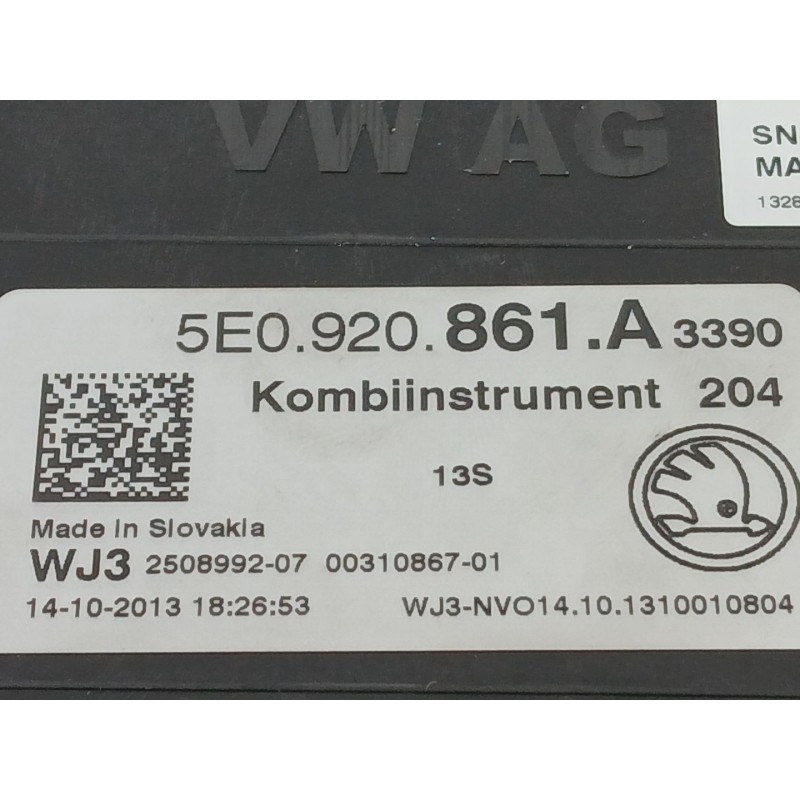 VW AG
SN
MA
1328
5E0.920.861.A 3390
Kombiinstrument 204
13S
Made in Slovakia
WJ3 2508992-07 00310867-01
14-10-2013 18:26:53 WJ3-NVO14.10.1310010804